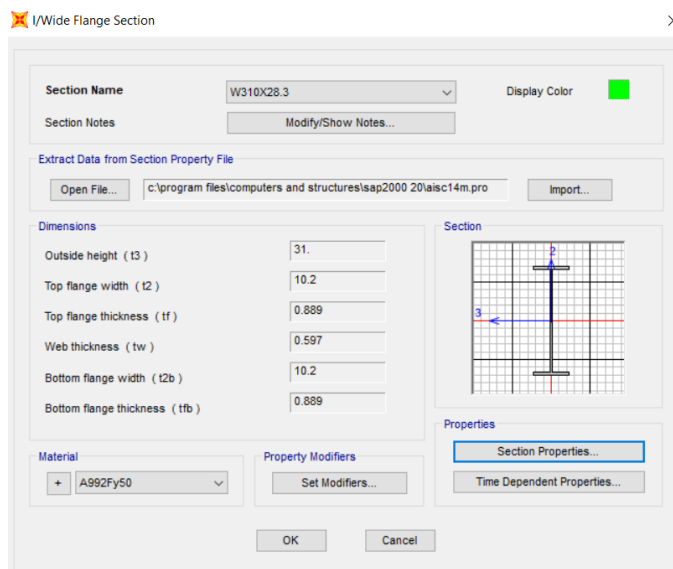 I/Wide Flange Section
Section Name W310X28.3 Display Color
Section Notes Modify/Show Notes...
Extract Data from Section Property File
Open File... c:\program files\computers and structures\sap2000 20\aisc14m.pro Import...
Dimensions
Outside height ( t3 ) 31.
Top flange width ( t2 ) 10.2
Top flange thickness ( tf ) 0.889
Web thickness ( tw ) 0.597
Bottom flange width ( t2b ) 10.2
Bottom flange thickness ( tfb ) 0.889
Section
2
3
Properties
Section Properties...
Time Dependent Properties...
Material
+ A992Fy50
Property Modifiers
Set Modifiers...
OK Cancel